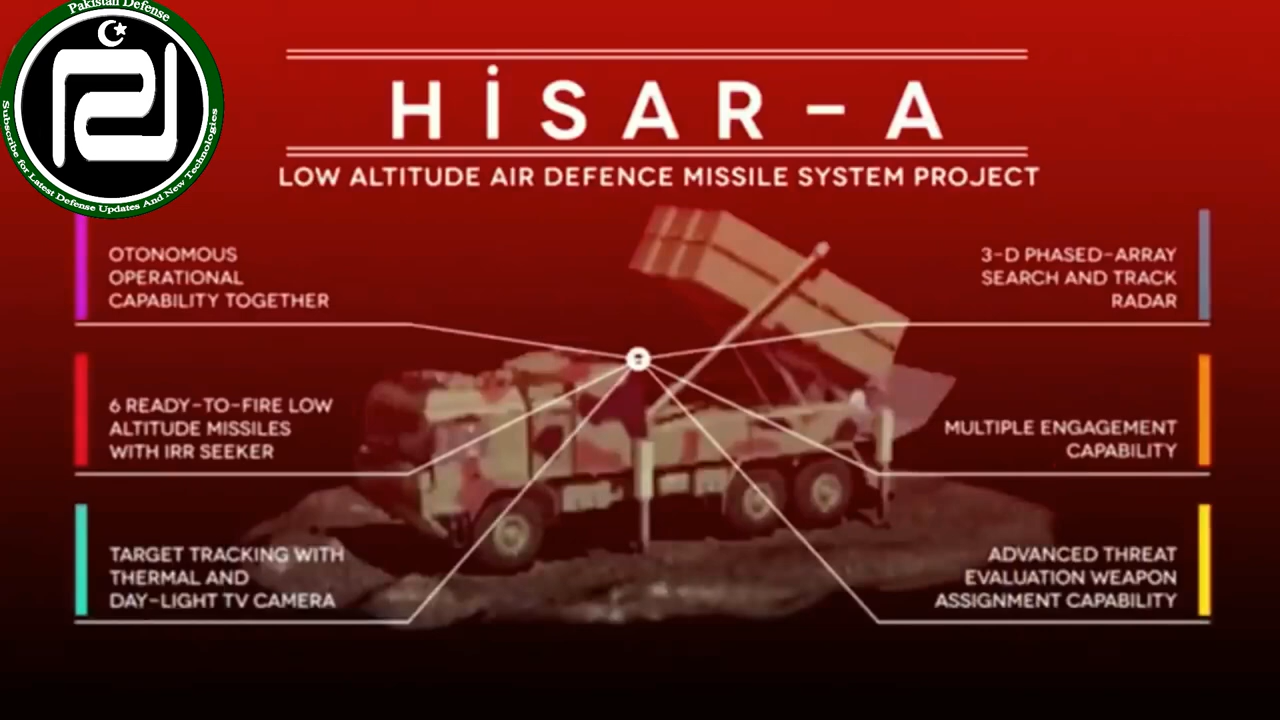 Pakistan Defense
Subscribe for Latest Defense Updates And New Technologies
HİSAR-A
LOW ALTITUDE AIR DEFENCE MISSILE SYSTEM PROJECT
OTONOMOUS
OPERATIONAL
CAPABILITY TOGETHER
6 READY-TO-FIRE LOW
ALTITUDE MISSILES
WITH IRR SEEKER
TARGET TRACKING WITH
THERMAL AND
DAY-LIGHT TV CAMERA
3-D PHASED-ARRAY
SEARCH AND TRACK
RADAR
MULTIPLE ENGAGEMENT
CAPABILITY
ADVANCED THREAT
EVALUATION WEAPON
ASSIGNMENT CAPABILITY